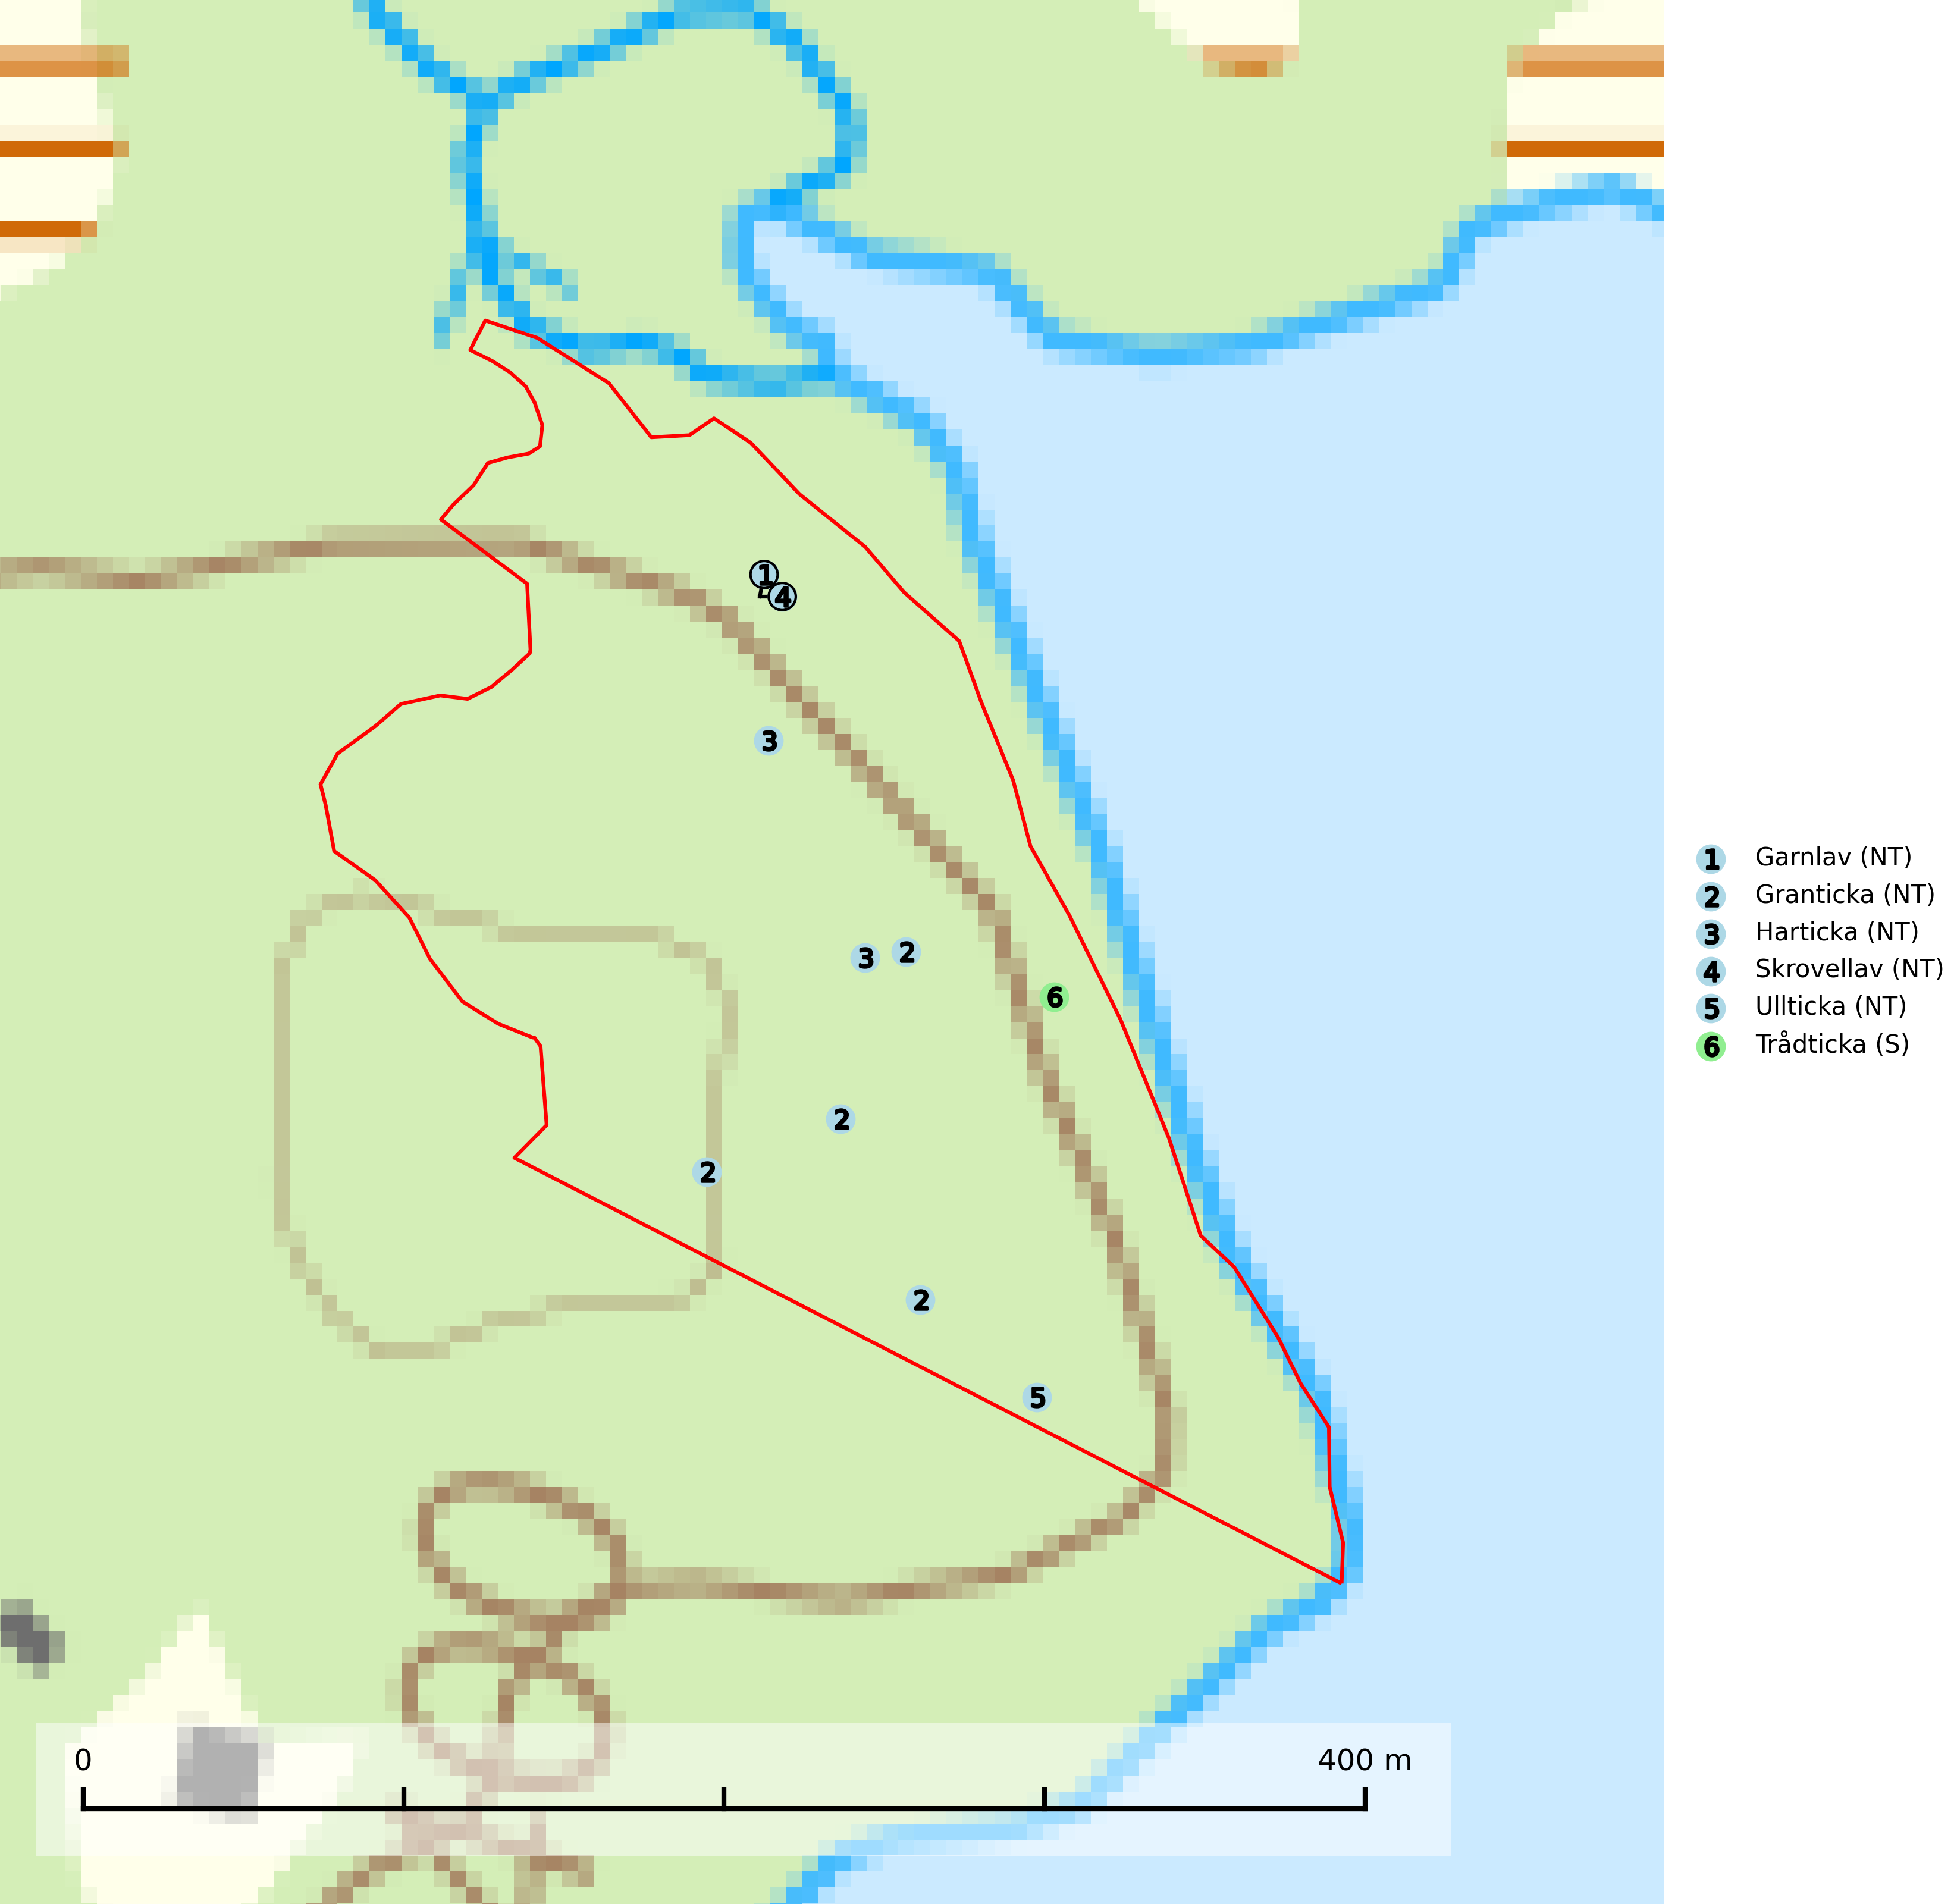 1
4
3
3 2
6
2
2
2
5
1 Garnlav (NT)
2 Granticka (NT)
3 Harticka (NT)
4 Skrovellav (NT)
5 Ullticka (NT)
6 Trådticka (S)
0 400 m